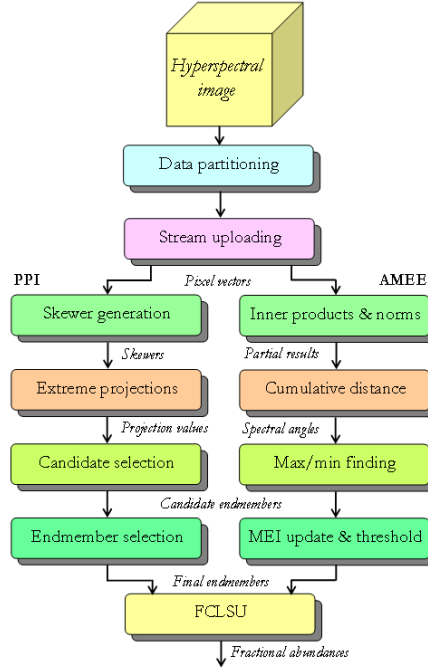 Hyperspectral
image
Data partitioning
Stream uploading
PPI
Pixel vectors
AMEE
Skewer generation
Inner products & norms
Skewers
Partial results
Extreme projections
Cumulative distance
Projection values
Spectral angles
Candidate selection
Max/min finding
Candidate endmembers
Endmember selection
MEI update & threshold
Final endmembers
FCLSU
Fractional abundances